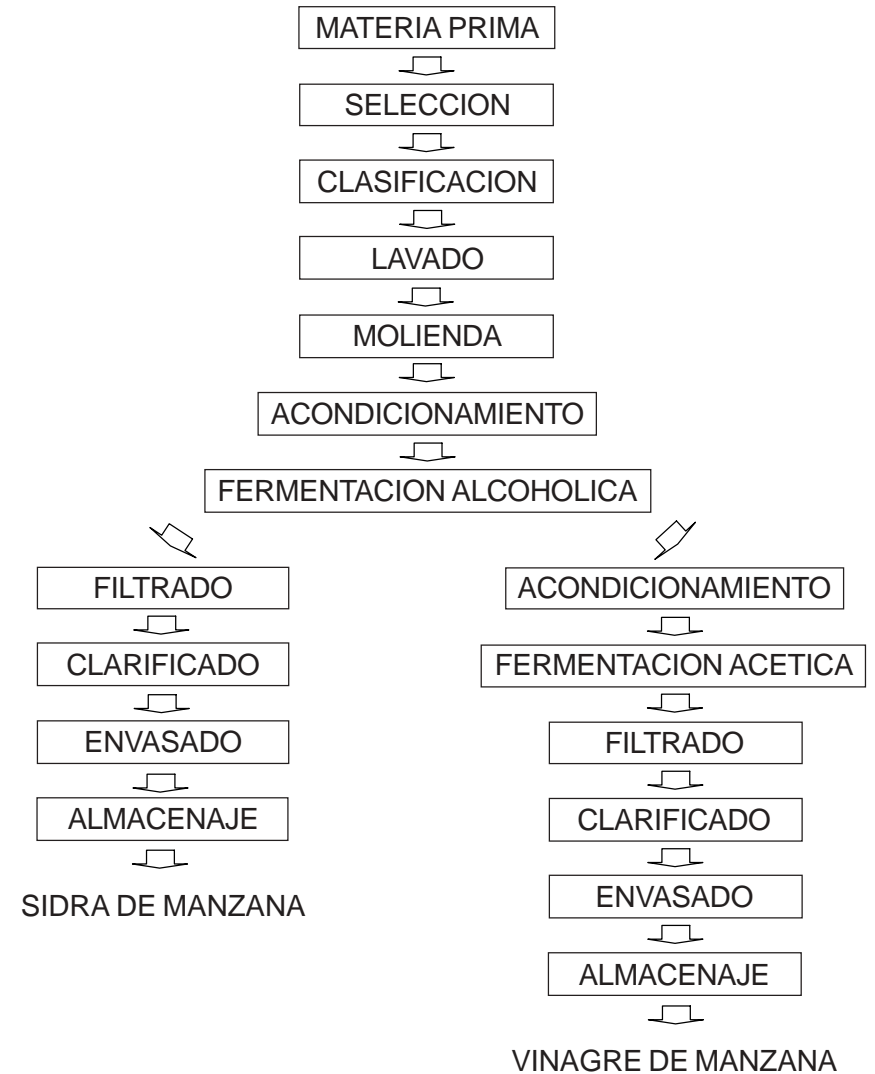 MATERIA PRIMA
SELECCION
CLASIFICACION
LAVADO
MOLIENDA
ACONDICIONAMIENTO
FERMENTACION ALCOHOLICA
FILTRADO
CLARIFICADO
ENVASADO
ALMACENAJE
SIDRA DE MANZANA
ACONDICIONAMIENTO
FERMENTACION ACETICA
FILTRADO
CLARIFICADO
ENVASADO
ALMACENAJE
VINAGRE DE MANZANA